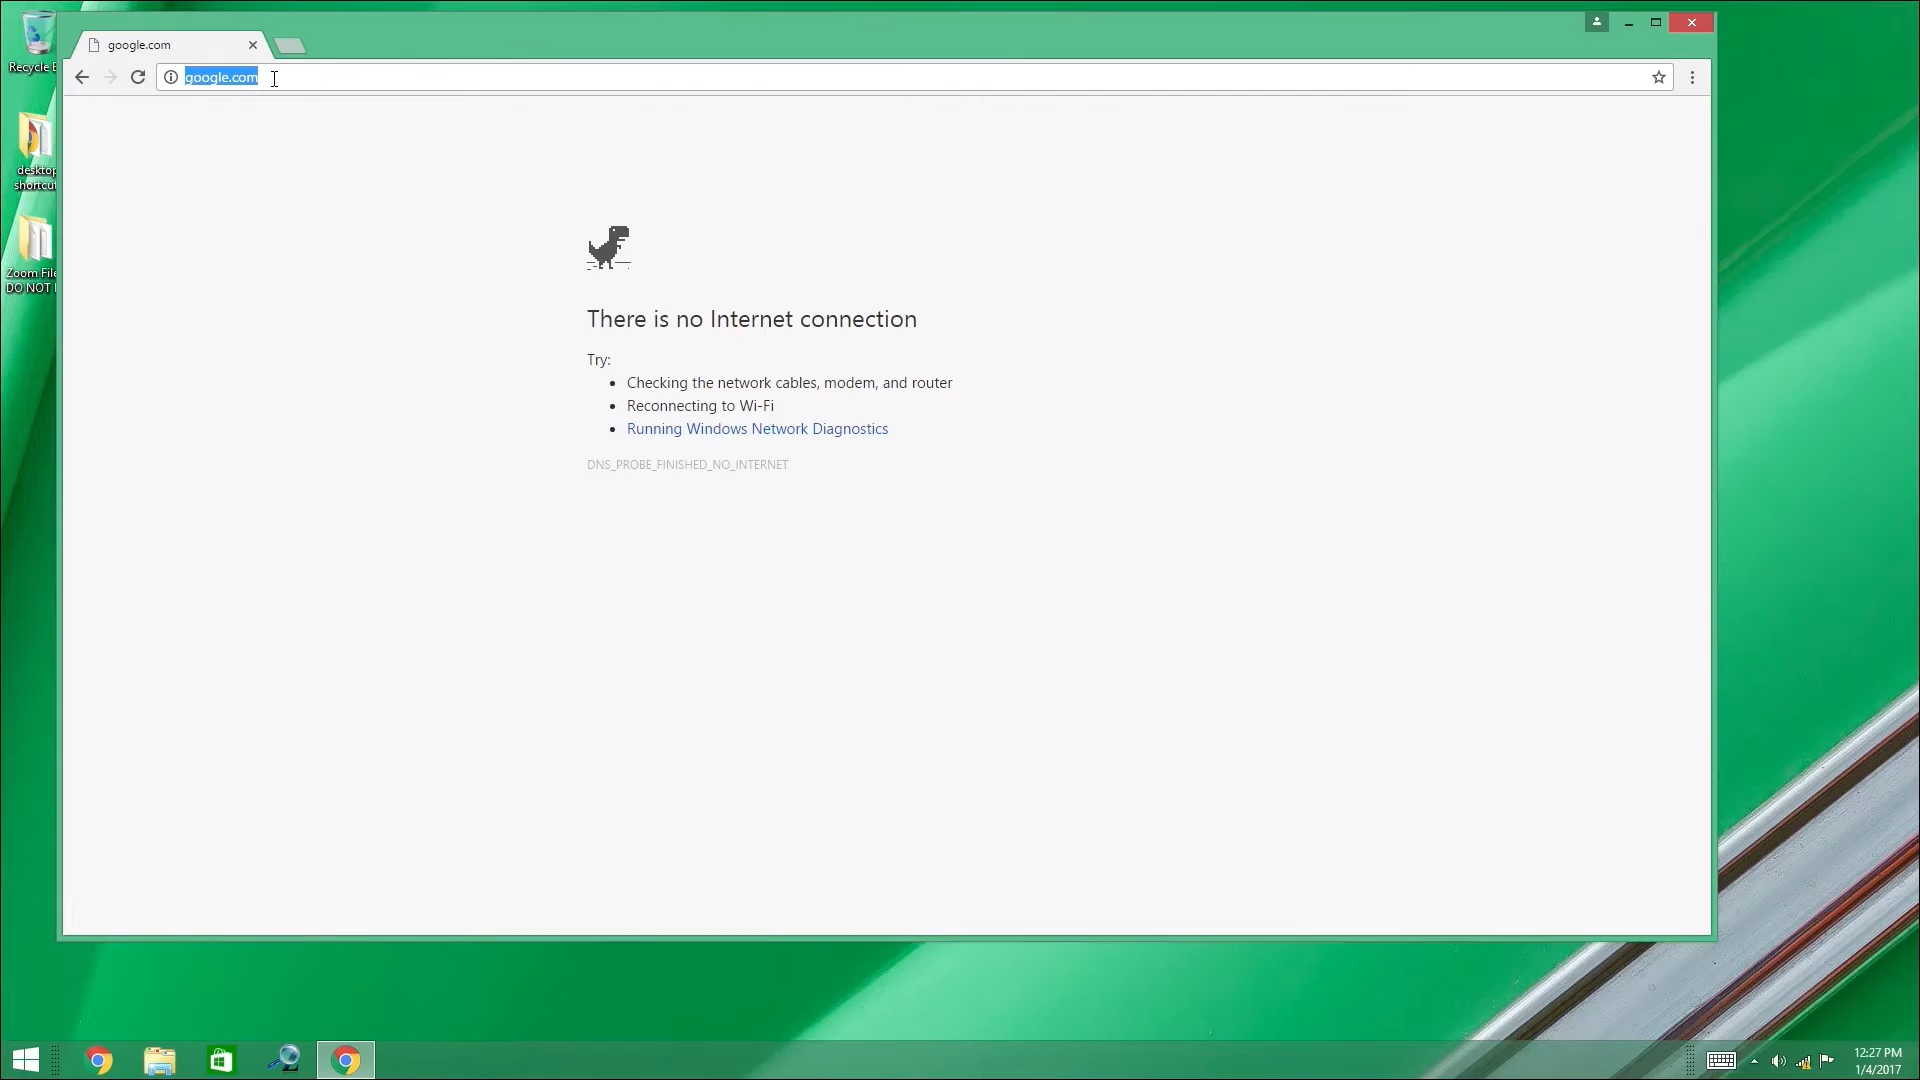 google.com
google.com
Recycle B
desktop
shortcut
Zoom File
DO NOT
There is no Internet connection
Try:
Checking the network cables, modem, and router
Reconnecting to Wi-Fi
Running Windows Network Diagnostics
DNS_PROBE_FINISHED_NO_INTERNET
12:27 PM
1/4/2017